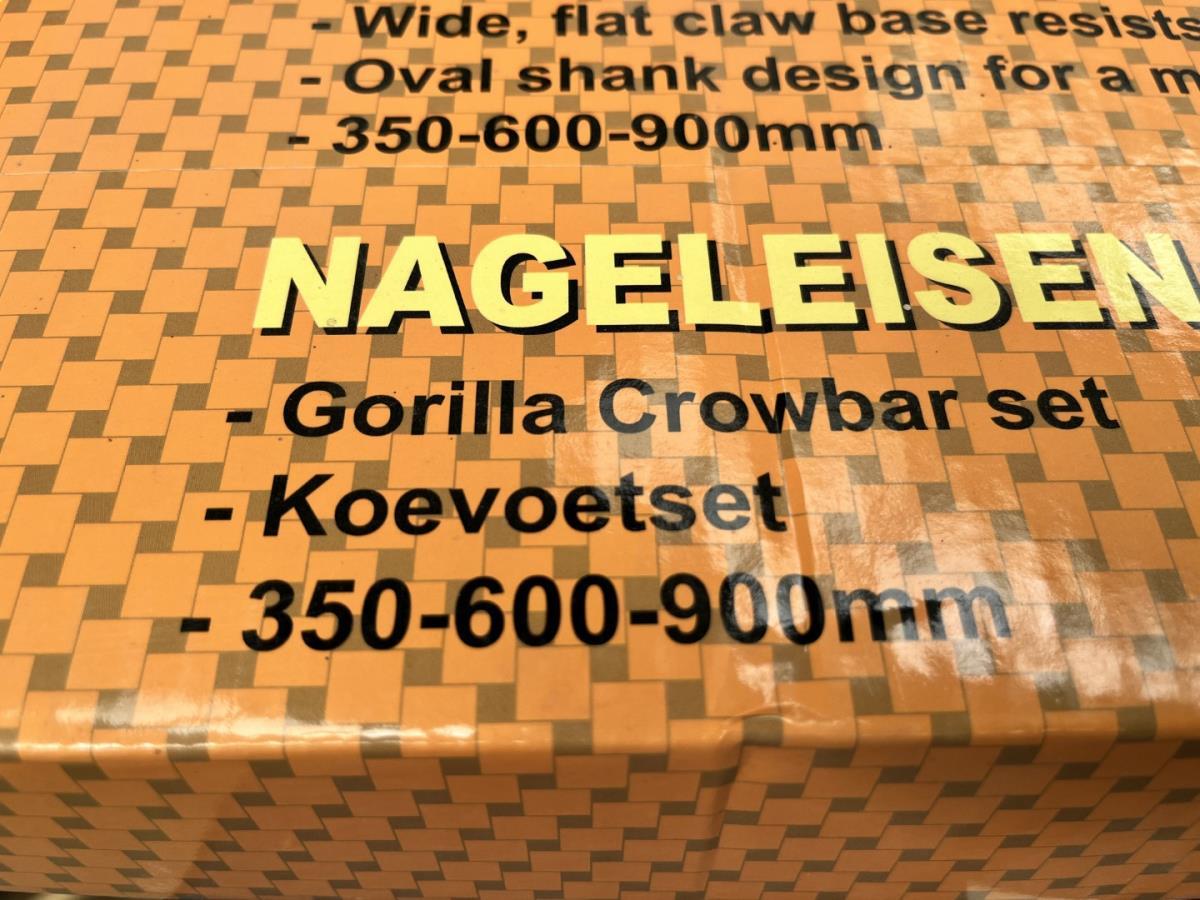 - Wide, flat claw base resists
- Oval shank design for a
- 350-600-900mm
NAGELEISEN
- Gorilla Crowbar set
- Koevoetset
- 350-600-900mm